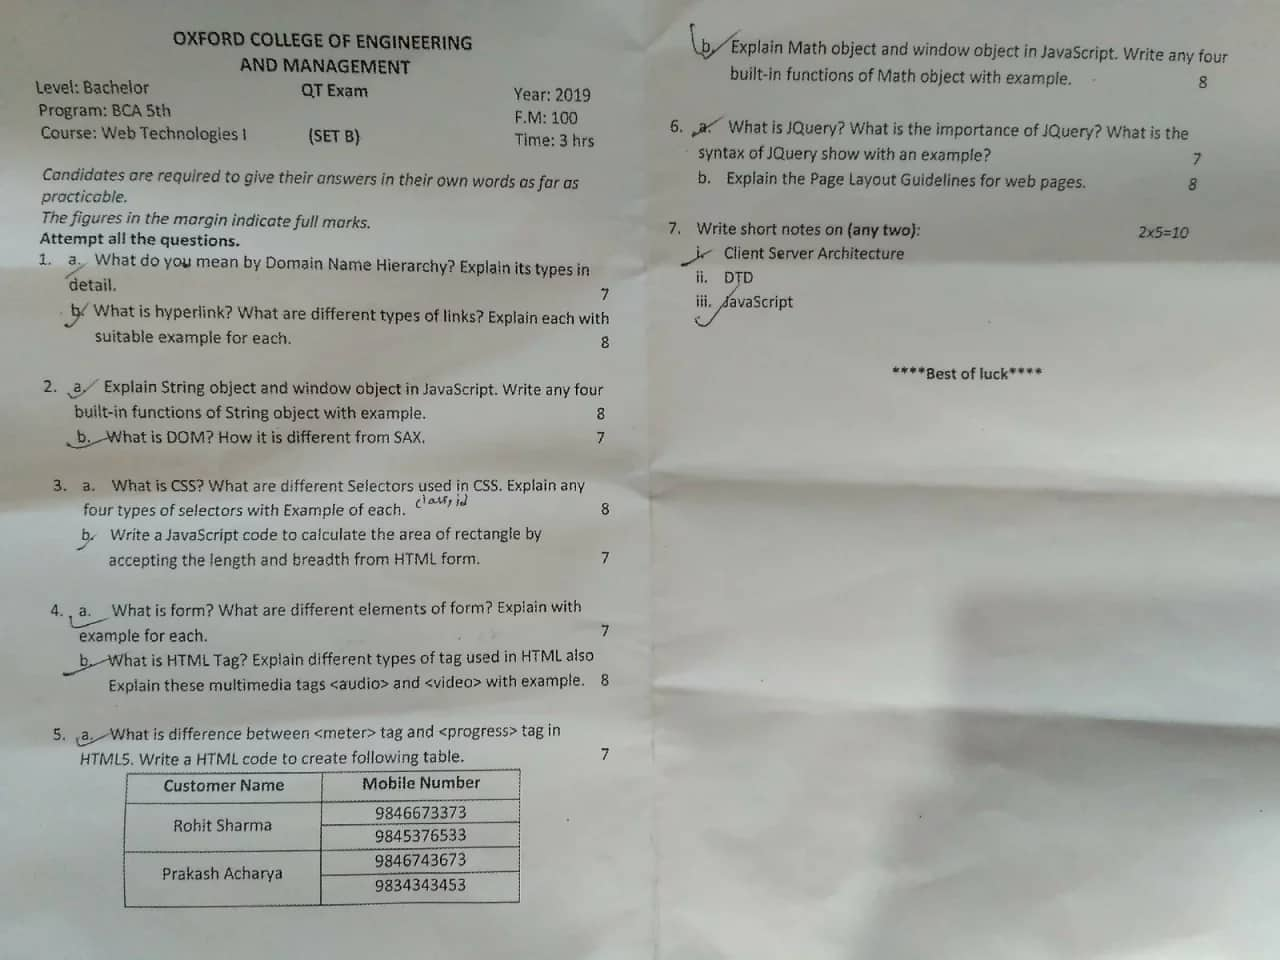 OXFORD COLLEGE OF ENGINEERING
AND MANAGEMENT
Level: Bachelor QT Exam Year: 2019
Program: BCA 5th F.M: 100
Course: Web Technologies I (SET B) Time: 3 hrs
Candidates are required to give their answers in their own words as far as
practicable.
The figures in the margin indicate full marks.
Attempt all the questions.
1. a. What do you mean by Domain Name Hierarchy? Explain its types in
detail. 7
b. What is hyperlink? What are different types of links? Explain each with
suitable example for each. 8
2. a. Explain String object and window object in JavaScript. Write any four
built-in functions of String object with example. 8
b. What is DOM? How it is different from SAX. 7
3. a. What is CSS? What are different Selectors used in CSS. Explain any
four types of selectors with Example of each. class, id 8
b. Write a JavaScript code to calculate the area of rectangle by
accepting the length and breadth from HTML form. 7
4. a. What is form? What are different elements of form? Explain with
example for each. 7
b. What is HTML Tag? Explain different types of tag used in HTML also
Explain these multimedia tags <audio> and <video> with example. 8
5. a. What is difference between <meter> tag and <progress> tag in
HTML5. Write a HTML code to create following table. 7
Customer Name Mobile Number
Rohit Sharma 9846673373
9845376533
Prakash Acharya 9846743673
9834343453
b. Explain Math object and window object in JavaScript. Write any four
built-in functions of Math object with example. 8
6. a. What is JQuery? What is the importance of JQuery? What is the
syntax of JQuery show with an example? 7
b. Explain the Page Layout Guidelines for web pages. 8
7. Write short notes on (any two): 2x5=10
i. Client Server Architecture
ii. DTD
iii. JavaScript
****Best of luck****